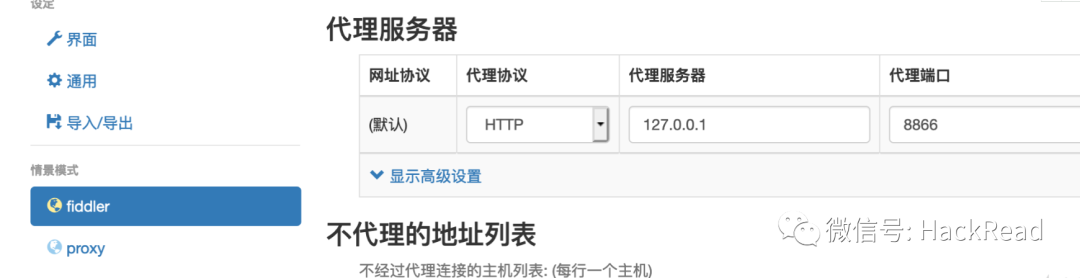 设定
界面
通用
导入/导出
情景模式
fiddler
proxy
代理服务器
网址协议 代理协议 代理服务器 代理端口
(默认) HTTP 127.0.0.1 8866
显示高级设置
不代理的地址列表
不经过代理连接的主机列表: (每行一个主机)
微信号: HackRead